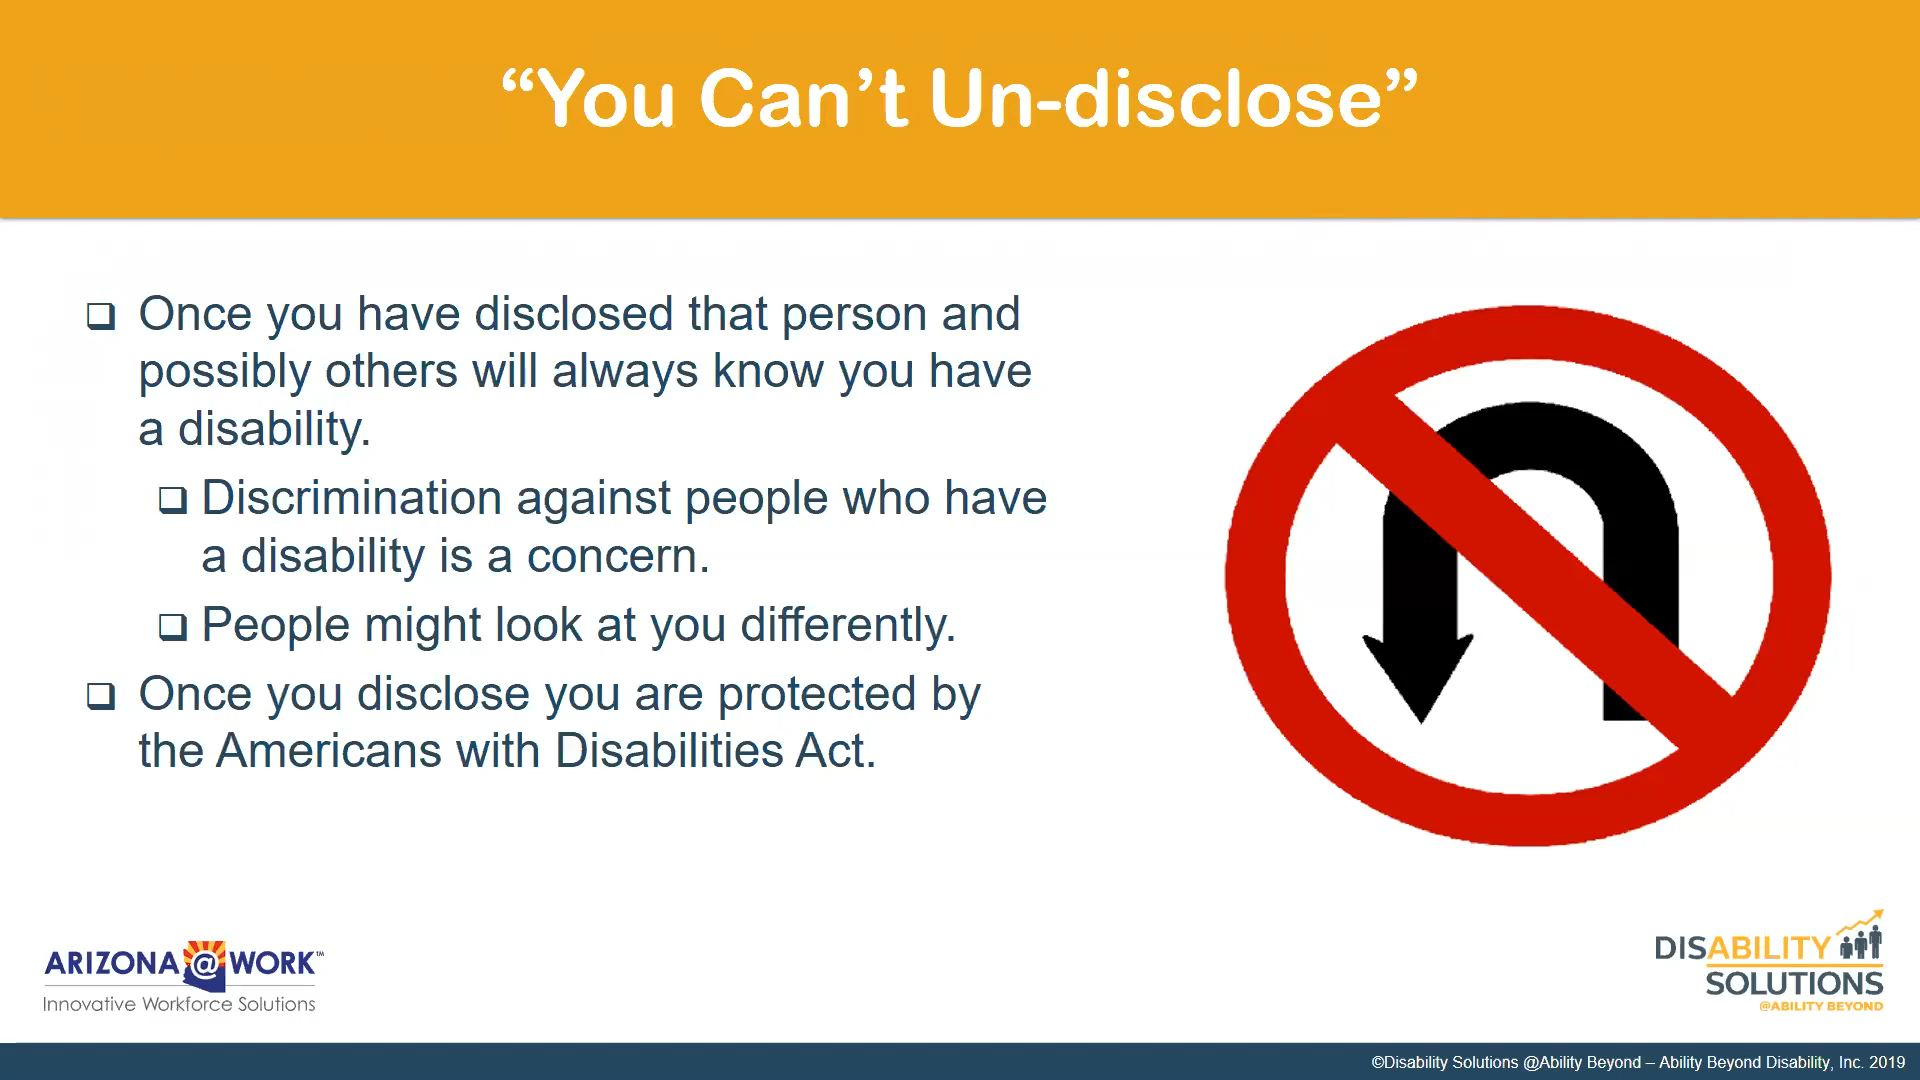 “You Can’t Un-disclose”
Once you have disclosed that person and
possibly others will always know you have
a disability.
Discrimination against people who have
a disability is a concern.
People might look at you differently.
Once you disclose you are protected by
the Americans with Disabilities Act.
ARIZONA@WORK™
Innovative Workforce Solutions
DISABILITY
SOLUTIONS
@ABILITY BEYOND
©Disability Solutions @Ability Beyond – Ability Beyond Disability, Inc. 2019